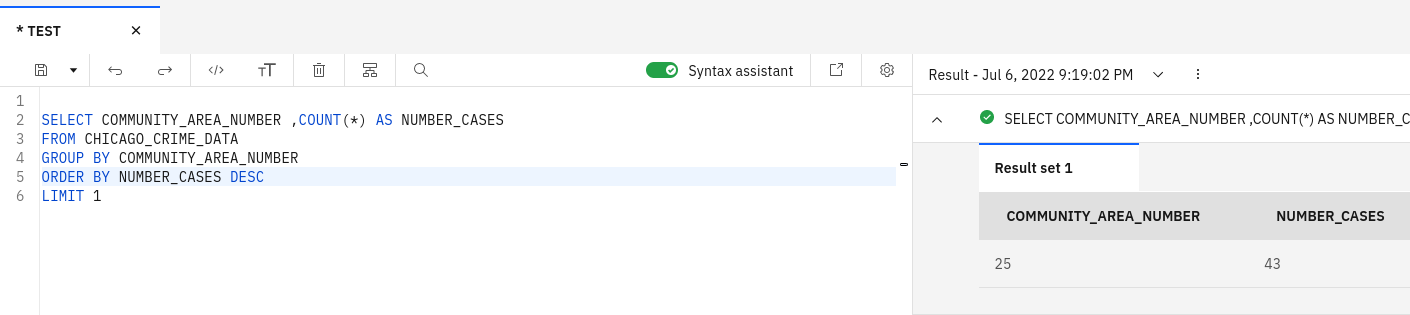 * TEST ×
</> TT Syntax assistant
1
2 SELECT COMMUNITY_AREA_NUMBER ,COUNT(*) AS NUMBER_CASES
3 FROM CHICAGO_CRIME_DATA
4 GROUP BY COMMUNITY_AREA_NUMBER
5 ORDER BY NUMBER_CASES DESC
6 LIMIT 1
Result - Jul 6, 2022 9:19:02 PM
SELECT COMMUNITY_AREA_NUMBER ,COUNT(*) AS NUMBER_C
Result set 1
COMMUNITY_AREA_NUMBER NUMBER_CASES
25 43